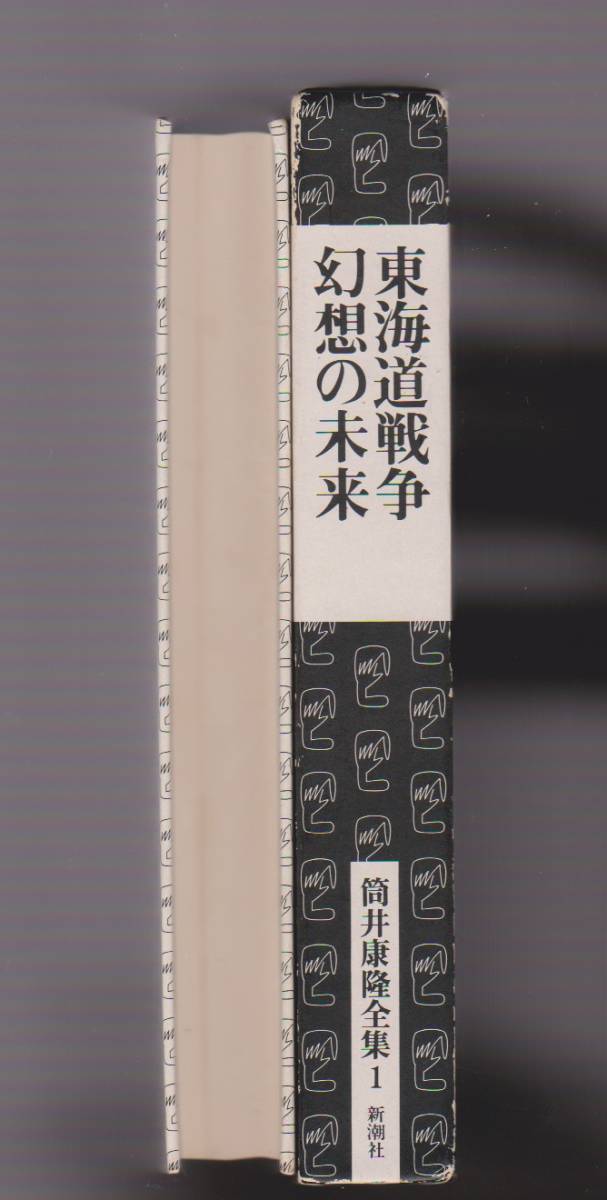 東海道戦争
幻想の未来
筒井康隆全集1
新潮社